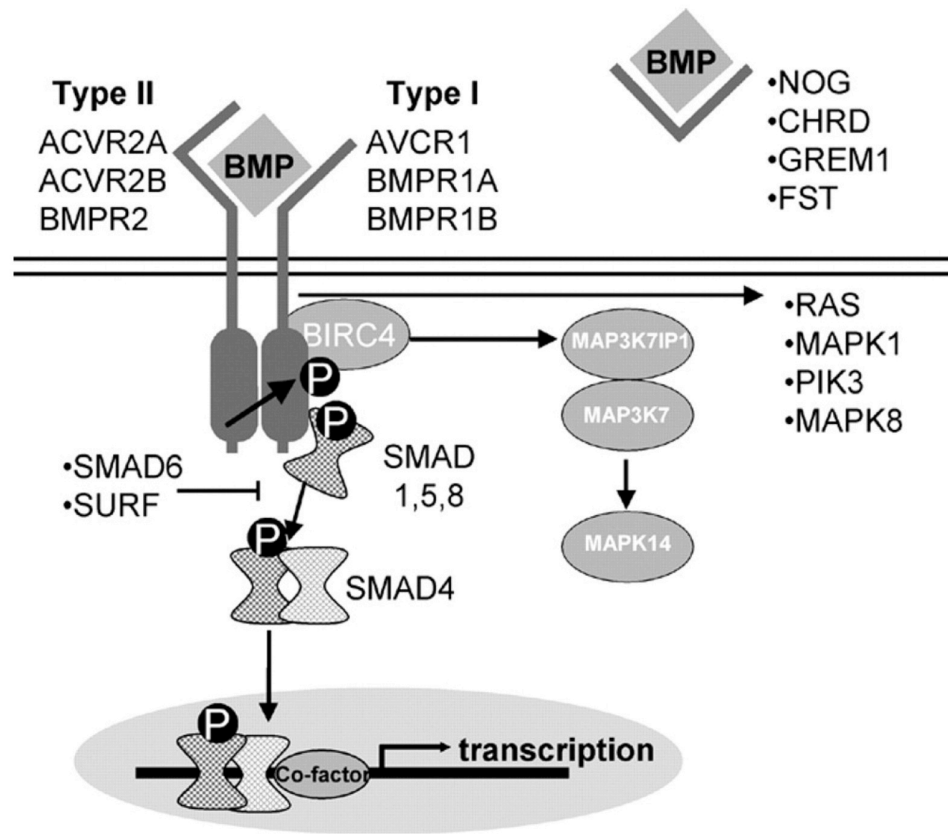 BMP
•NOG
•CHRD
•GREM1
•FST
Type II
ACVR2A
ACVR2B
BMPR2
BMP
Type I
AVCR1
BMPR1A
BMPR1B
BIRC4
P
P
MAP3K7IP1
MAP3K7
MAPK14
•RAS
•MAPK1
•PIK3
•MAPK8
•SMAD6
•SURF
SMAD
1,5,8
P
SMAD4
P
Co-factor
transcription